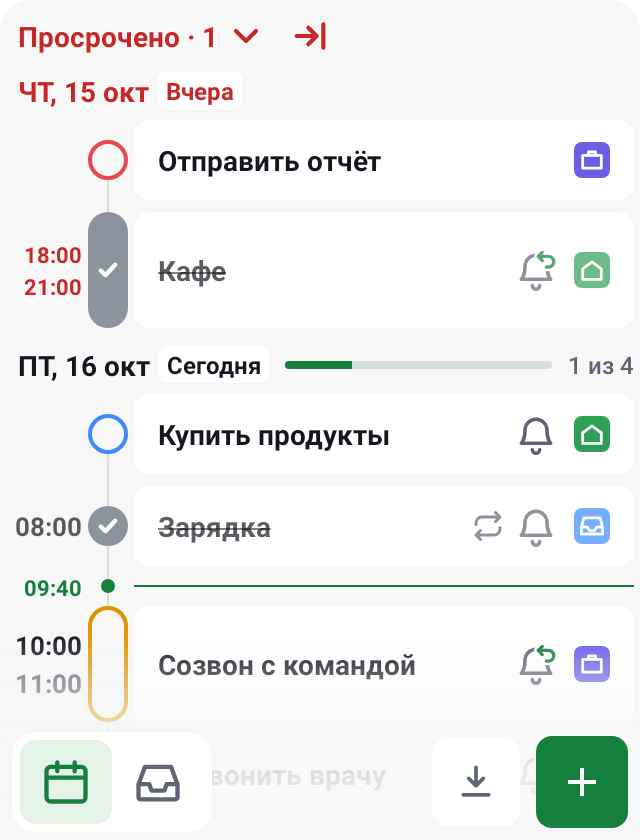 Просрочено · 1
ЧТ, 15 окт Вчера
Отправить отчёт
18:00
21:00
Кафе
ПТ, 16 окт Сегодня 1 из 4
Купить продукты
08:00 Зарядка
09:40
10:00
11:00
Созвон с командой
врачу